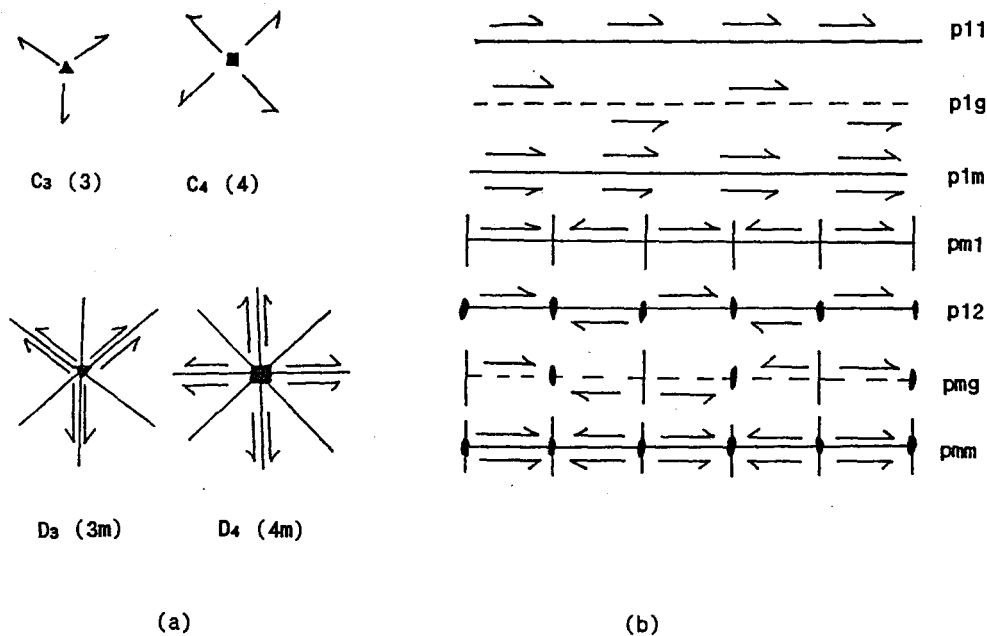 C₃ (3) C₄ (4)
D₃ (3m) D₄ (4m)
(a)
p11
p1g
p1m
pm1
p12
pmg
pmm
(b)